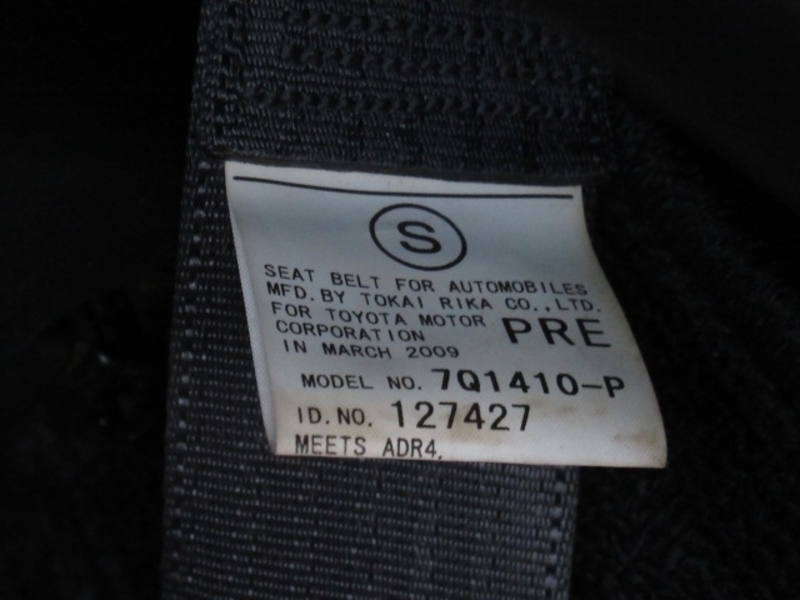 S
SEAT BELT FOR AUTOMOBILES
MFD. BY TOKAI RIKA CO., LTD.
FOR TOYOTA MOTOR PRE
CORPORATION
IN MARCH 2009
MODEL NO. 7Q1410-P
ID. NO. 127427
MEETS ADR4,